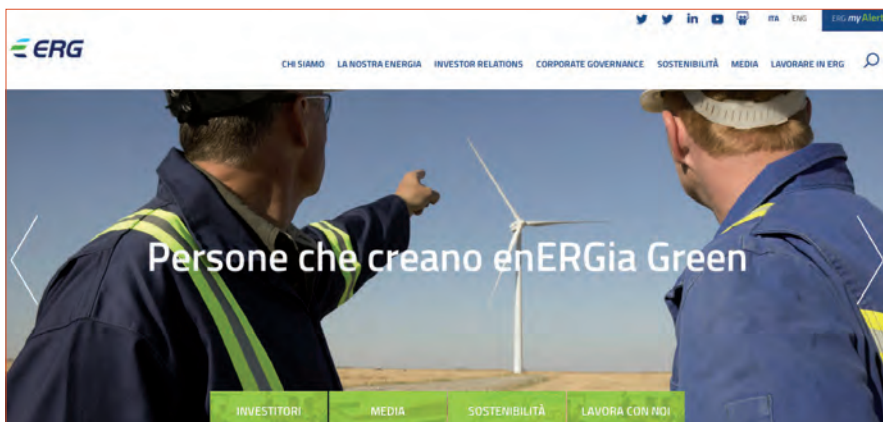 ITA ENG ERG myAlert
ERG
CHI SIAMO LA NOSTRA ENERGIA INVESTOR RELATIONS CORPORATE GOVERNANCE SOSTENIBILITÀ MEDIA LAVORARE IN ERG
Persone che creano enERGia Green
INVESTITORI MEDIA SOSTENIBILITÀ LAVORA CON NOI